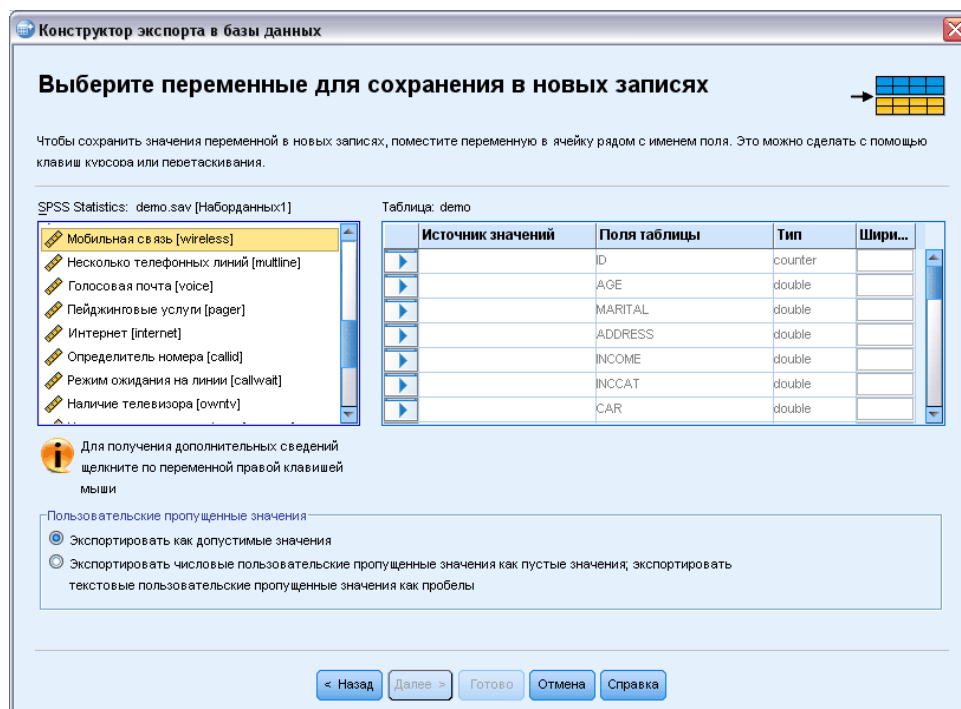 Конструктор экспорта в базы данных
Выберите переменные для сохранения в новых записях
Чтобы сохранить значения переменной в новых записях, поместите переменную в ячейку рядом с именем поля. Это можно сделать с помощью
клавиш курсора или перетаскивания.
SPSS Statistics: demo.sav [Наборданных1]
Таблица: demo
Мобильная связь [wireless]
Несколько телефонных линий [multline]
Голосовая почта [voice]
Пейджинговые услуги [pager]
Интернет [internet]
Определитель номера [callid]
Режим ожидания на линии [callwait]
Наличие телевизора [owntv]
Источник значений Поля таблицы Тип Шири...
ID counter
AGE double
MARITAL double
ADDRESS double
INCOME double
INCCAT double
CAR double
Для получения дополнительных сведений
щелкните по переменной правой клавишей
мыши
Пользовательские пропущенные значения
Экспортировать как допустимые значения
Экспортировать числовые пользовательские пропущенные значения как пустые значения; экспортировать
текстовые пользовательские пропущенные значения как пробелы
< Назад Далее > Готово Отмена Справка